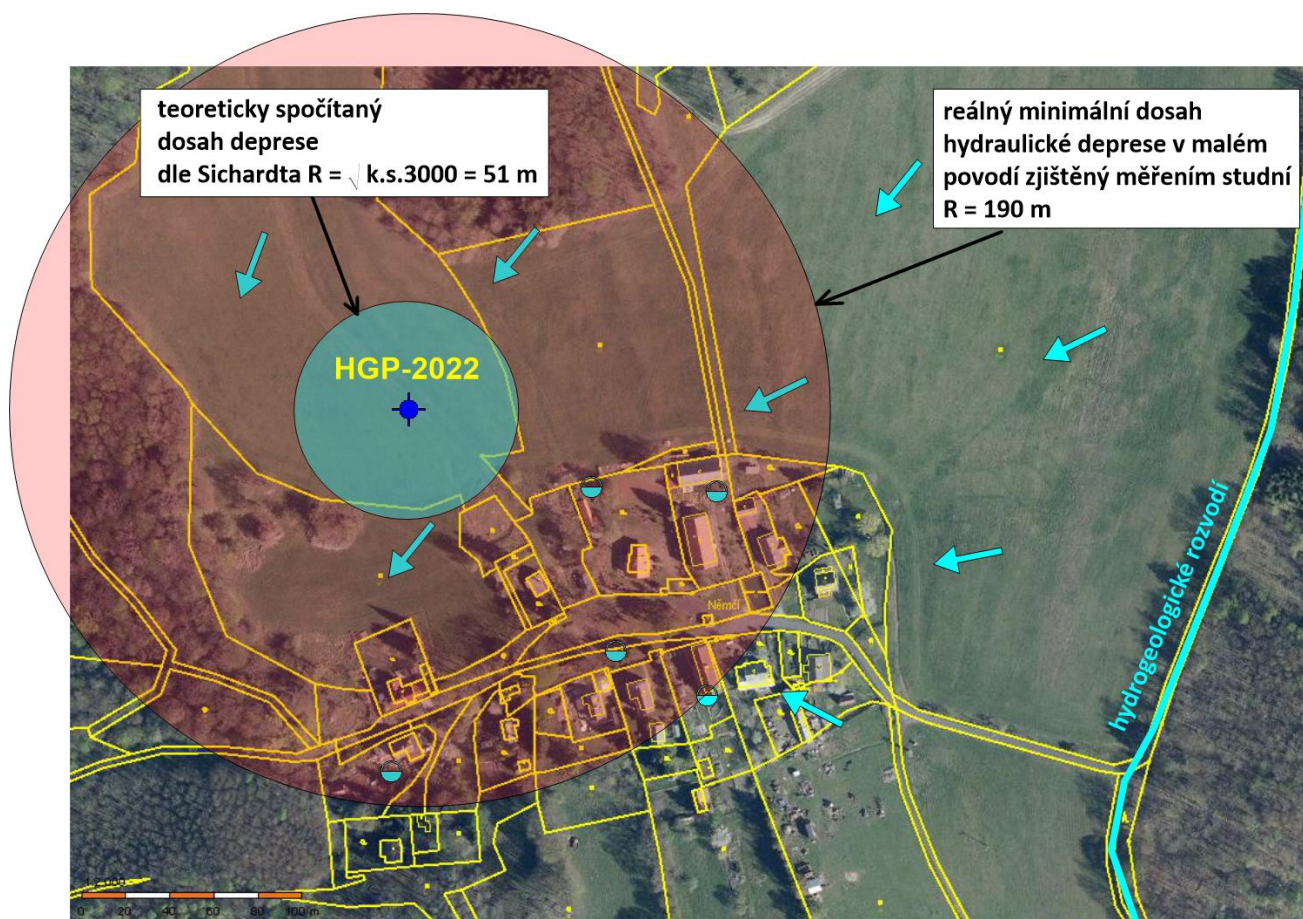 teoreticky spočítaný
dosah deprese
dle Sichardta R = √ k.s.3000 = 51 m
reálný minimální dosah
hydraulické deprese v malém
povodí zjištěný měřením studní
R = 190 m
HGP-2022
Němčí
hydrogeologické rozvodí
0 20 40 60 80 100 m